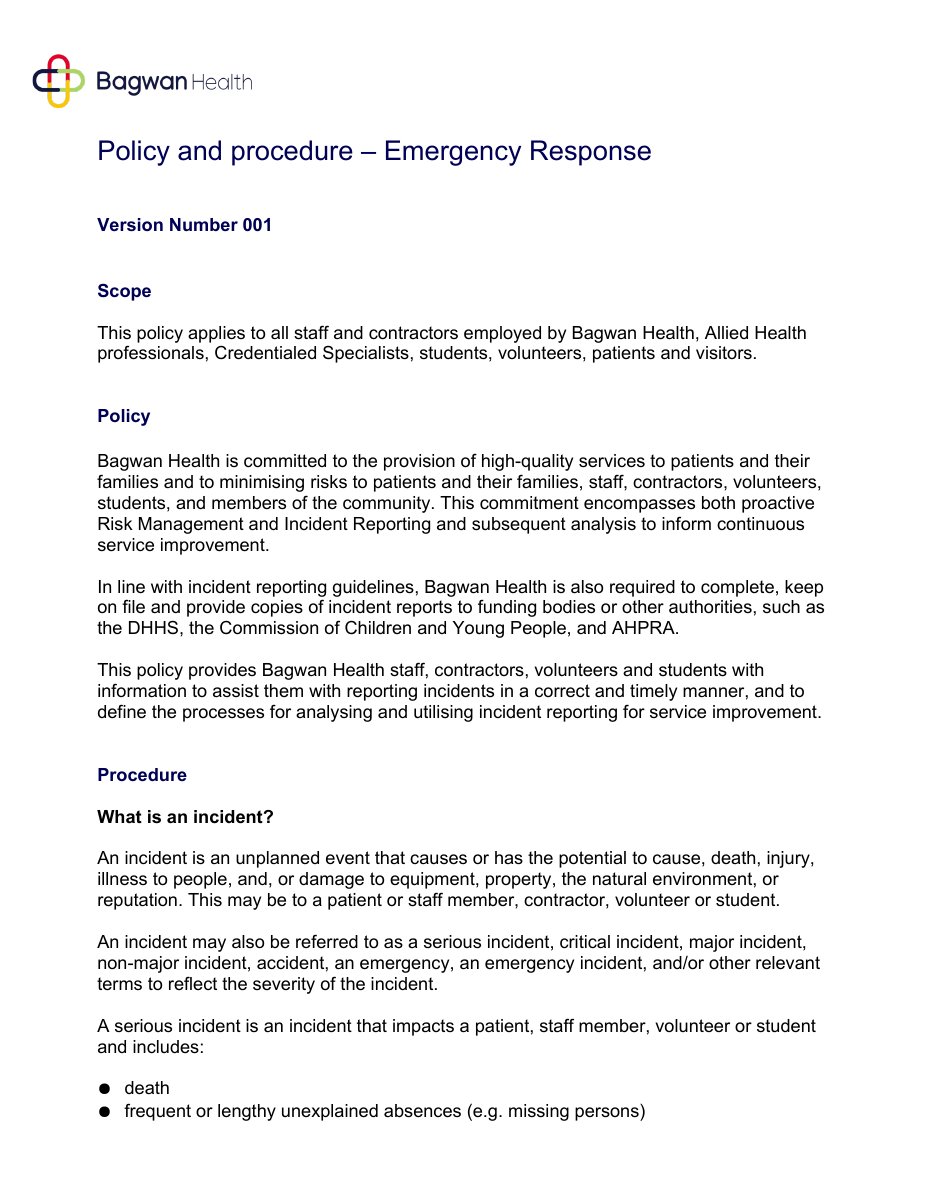 Bagwan Health
Policy and procedure – Emergency Response
Version Number 001
Scope
This policy applies to all staff and contractors employed by Bagwan Health, Allied Health
professionals, Credentialed Specialists, students, volunteers, patients and visitors.
Policy
Bagwan Health is committed to the provision of high-quality services to patients and their
families and to minimising risks to patients and their families, staff, contractors, volunteers,
students, and members of the community. This commitment encompasses both proactive
Risk Management and Incident Reporting and subsequent analysis to inform continuous
service improvement.
In line with incident reporting guidelines, Bagwan Health is also required to complete, keep
on file and provide copies of incident reports to funding bodies or other authorities, such as
the DHHS, the Commission of Children and Young People, and AHPRA.
This policy provides Bagwan Health staff, contractors, volunteers and students with
information to assist them with reporting incidents in a correct and timely manner, and to
define the processes for analysing and utilising incident reporting for service improvement.
Procedure
What is an incident?
An incident is an unplanned event that causes or has the potential to cause, death, injury,
illness to people, and, or damage to equipment, property, the natural environment, or
reputation. This may be to a patient or staff member, contractor, volunteer or student.
An incident may also be referred to as a serious incident, critical incident, major incident,
non-major incident, accident, an emergency, an emergency incident, and/or other relevant
terms to reflect the severity of the incident.
A serious incident is an incident that impacts a patient, staff member, volunteer or student
and includes:
● death
● frequent or lengthy unexplained absences (e.g. missing persons)